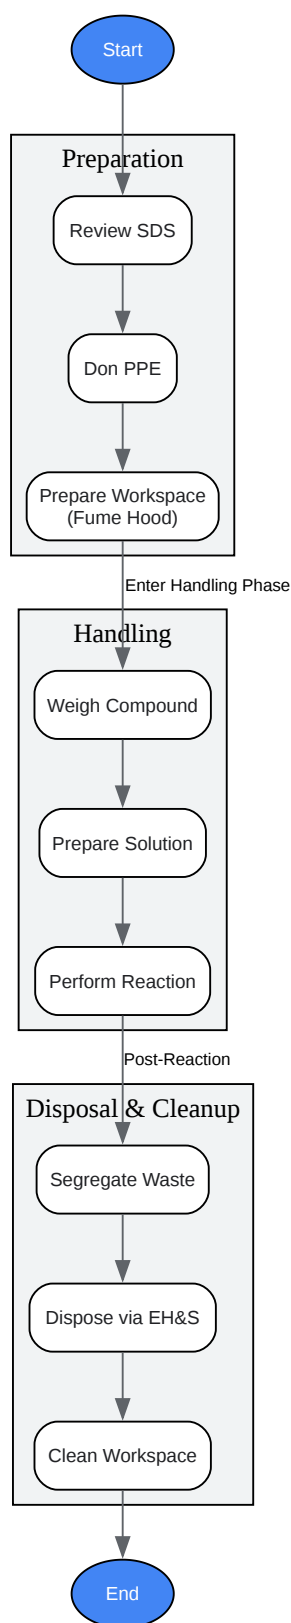 Start
Preparation
Review SDS
Don PPE
Prepare Workspace
(Fume Hood)
Enter Handling Phase
Handling
Weigh Compound
Prepare Solution
Perform Reaction
Post-Reaction
Disposal & Cleanup
Segregate Waste
Dispose via EH&S
Clean Workspace
End